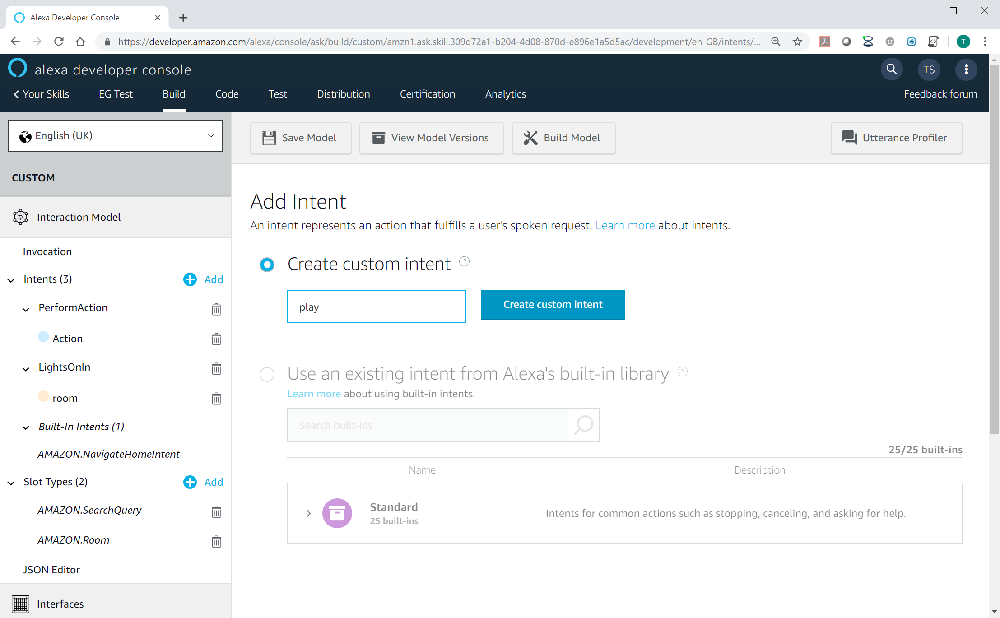 Alexa Developer Console
https://developer.amazon.com/alexa/console/ask/build/custom/amzn1.ask.skill.309d72a1-b204-4d08-870d-e896e1a5d5ac/development/en_GB/intents/...
T
alexa developer console
TS
Your Skills
EG Test
Build
Code
Test
Distribution
Certification
Analytics
Feedback forum
English (UK)
Save Model
View Model Versions
Build Model
Utterance Profiler
CUSTOM
Interaction Model
Invocation
Intents (3)
Add
PerformAction
Action
LightsOnIn
room
Built-In Intents (1)
AMAZON.NavigateHomeIntent
Slot Types (2)
Add
AMAZON.SearchQuery
AMAZON.Room
JSON Editor
Interfaces
Add Intent
An intent represents an action that fulfills a user's spoken request. Learn more about intents.
Create custom intent ?
play
Create custom intent
Use an existing intent from Alexa's built-in library ?
Learn more about using built-in intents.
Search built-ins
25/25 built-ins
Name
Description
Standard
25 built-ins
Intents for common actions such as stopping, canceling, and asking for help.